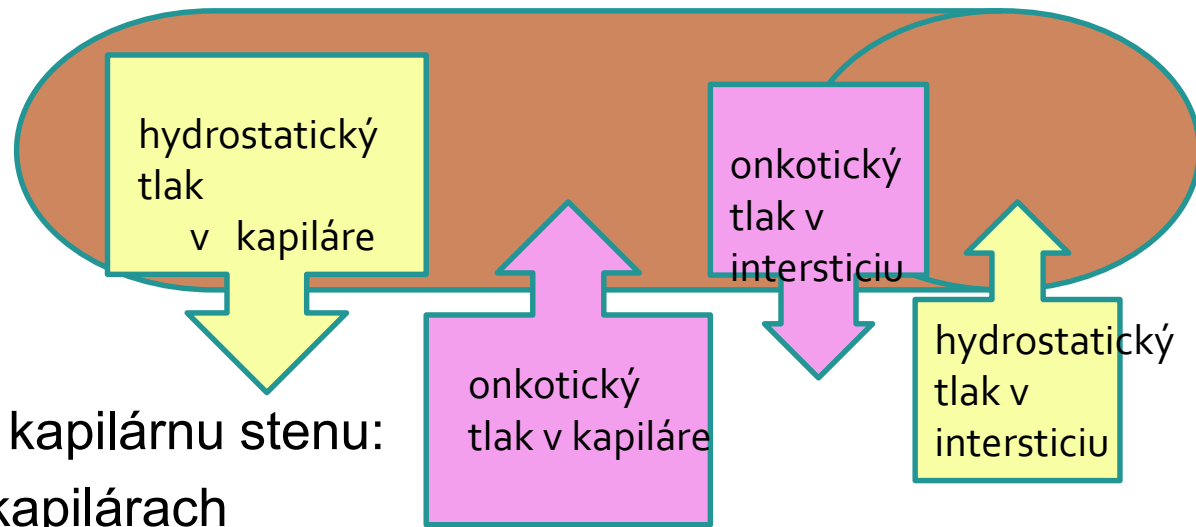 hydrostatický
tlak
v kapiláre
onkotický
tlak v
intersticiu
onkotický
tlak v kapiláre
hydrostatický
tlak v
intersticiu
kapilárnu stenu:
kapilárach